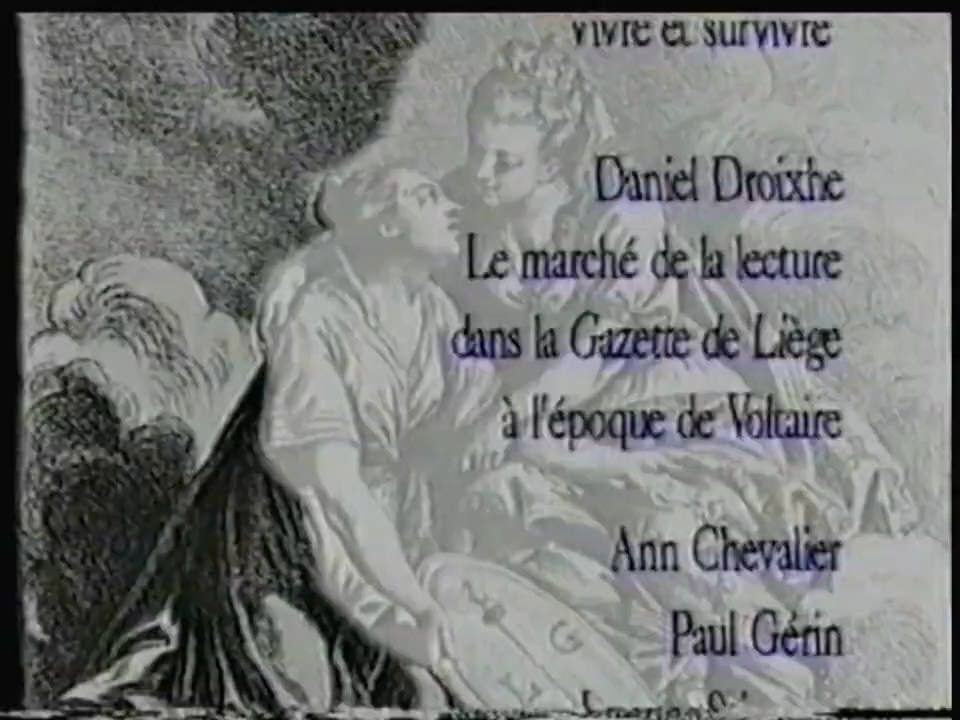 vivre et survivre
Daniel Droixhe
Le marché de la lecture
dans la Gazette de Liège
à l'époque de Voltaire
Ann Chevalier
Paul Gérin
G